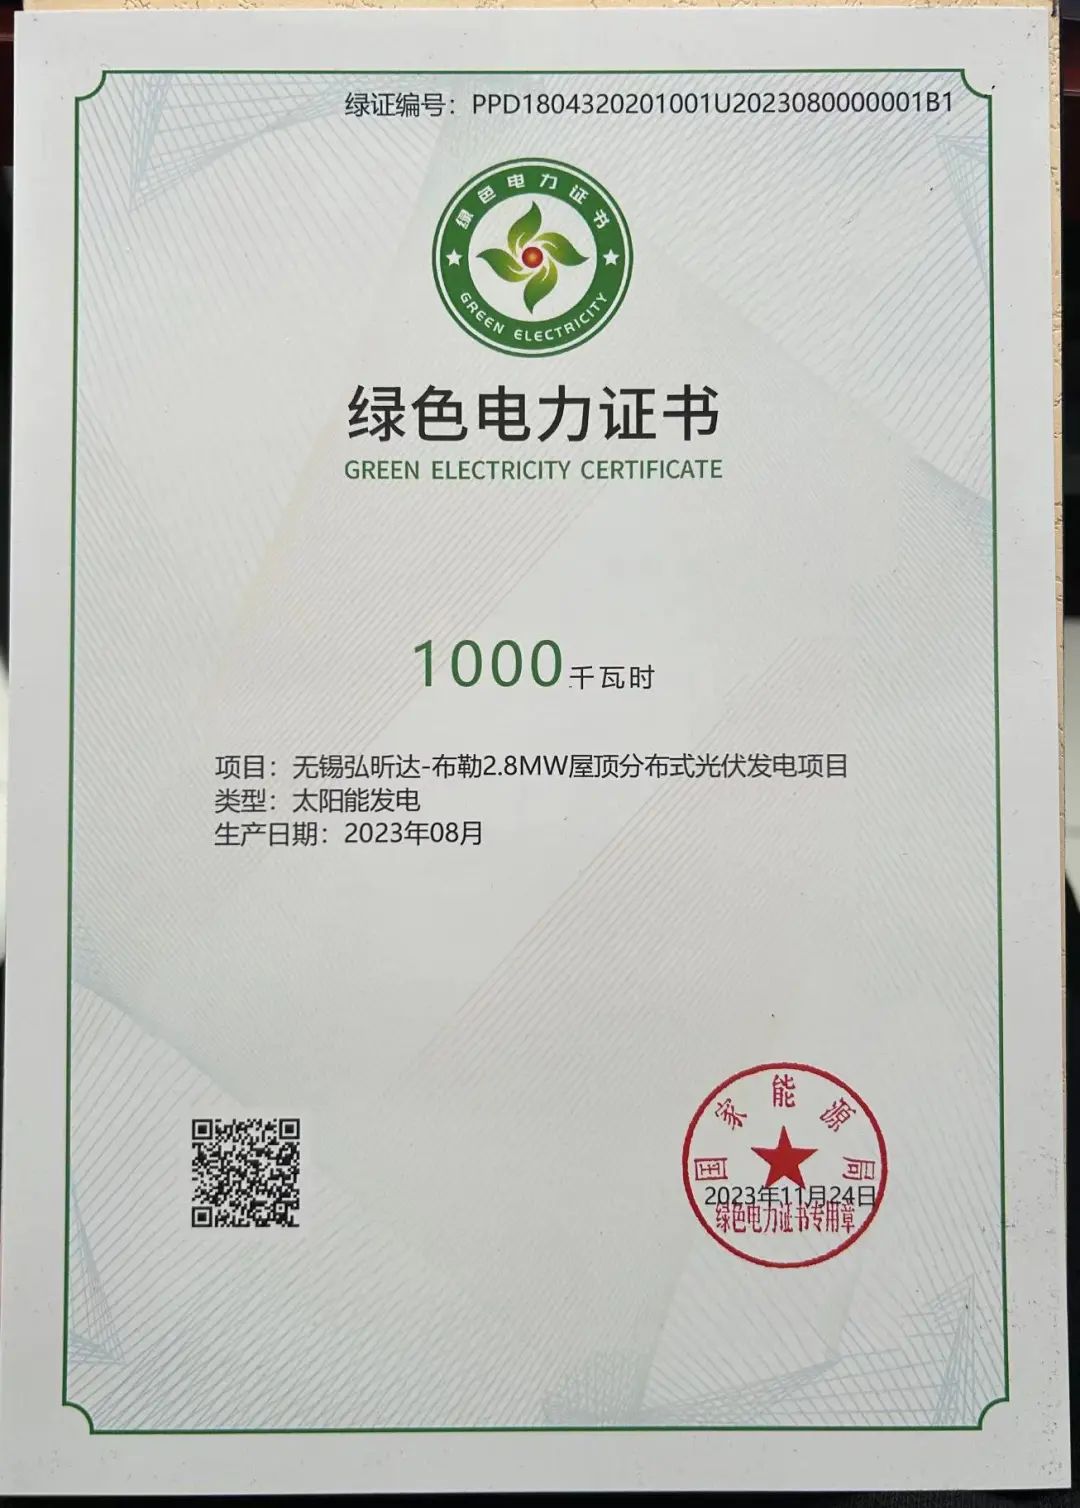 绿证编号：PPD1804320201001U2023080000001B1
绿色电力证书
GREEN ELECTRICITY
绿色电力证书
GREEN ELECTRICITY CERTIFICATE
1000千瓦时
项目：无锡弘昕达-布勒2.8MW屋顶分布式光伏发电项目
类型：太阳能发电
生产日期：2023年08月
国家能源局
2023年11月24日
绿色电力证书专用章